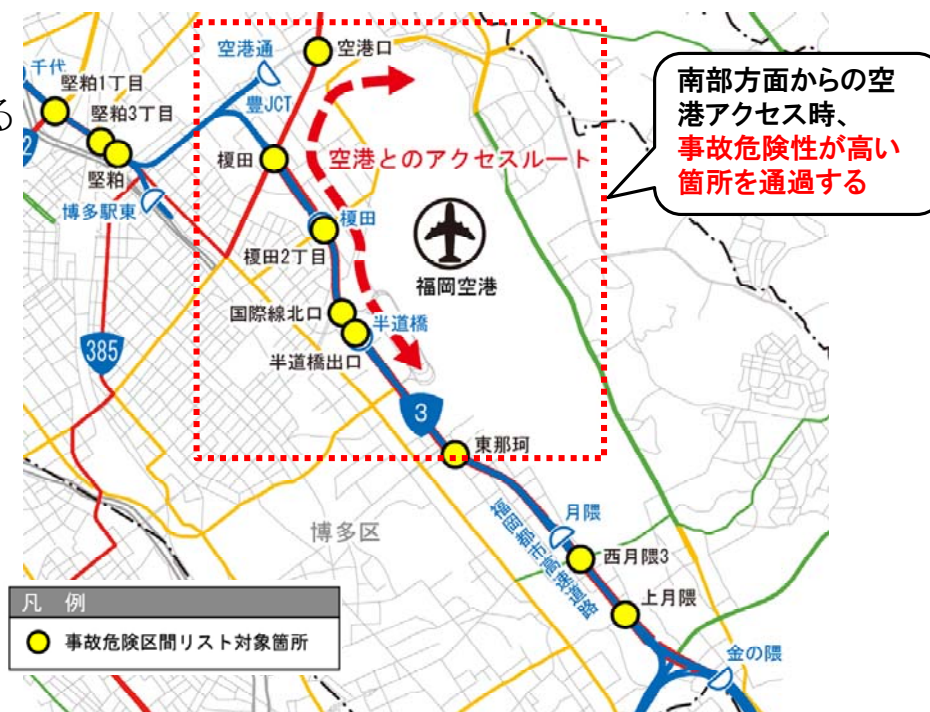 空港通
空港口
千代
堅粕1丁目
堅粕3丁目
る
豊JCT
2
堅粕
榎田
空港とのアクセスルート
南部方面からの空
港アクセス時、
事故危険性が高い
箇所を通過する
博多駅東
榎田
榎田2丁目
福岡空港
国際線北口
半道橋
半道橋出口
385
3
東那珂
博多区
月隈
福岡都市高速道路
西月隈3
上月隈
金の隈
凡 例
事故危険区間リスト対象箇所